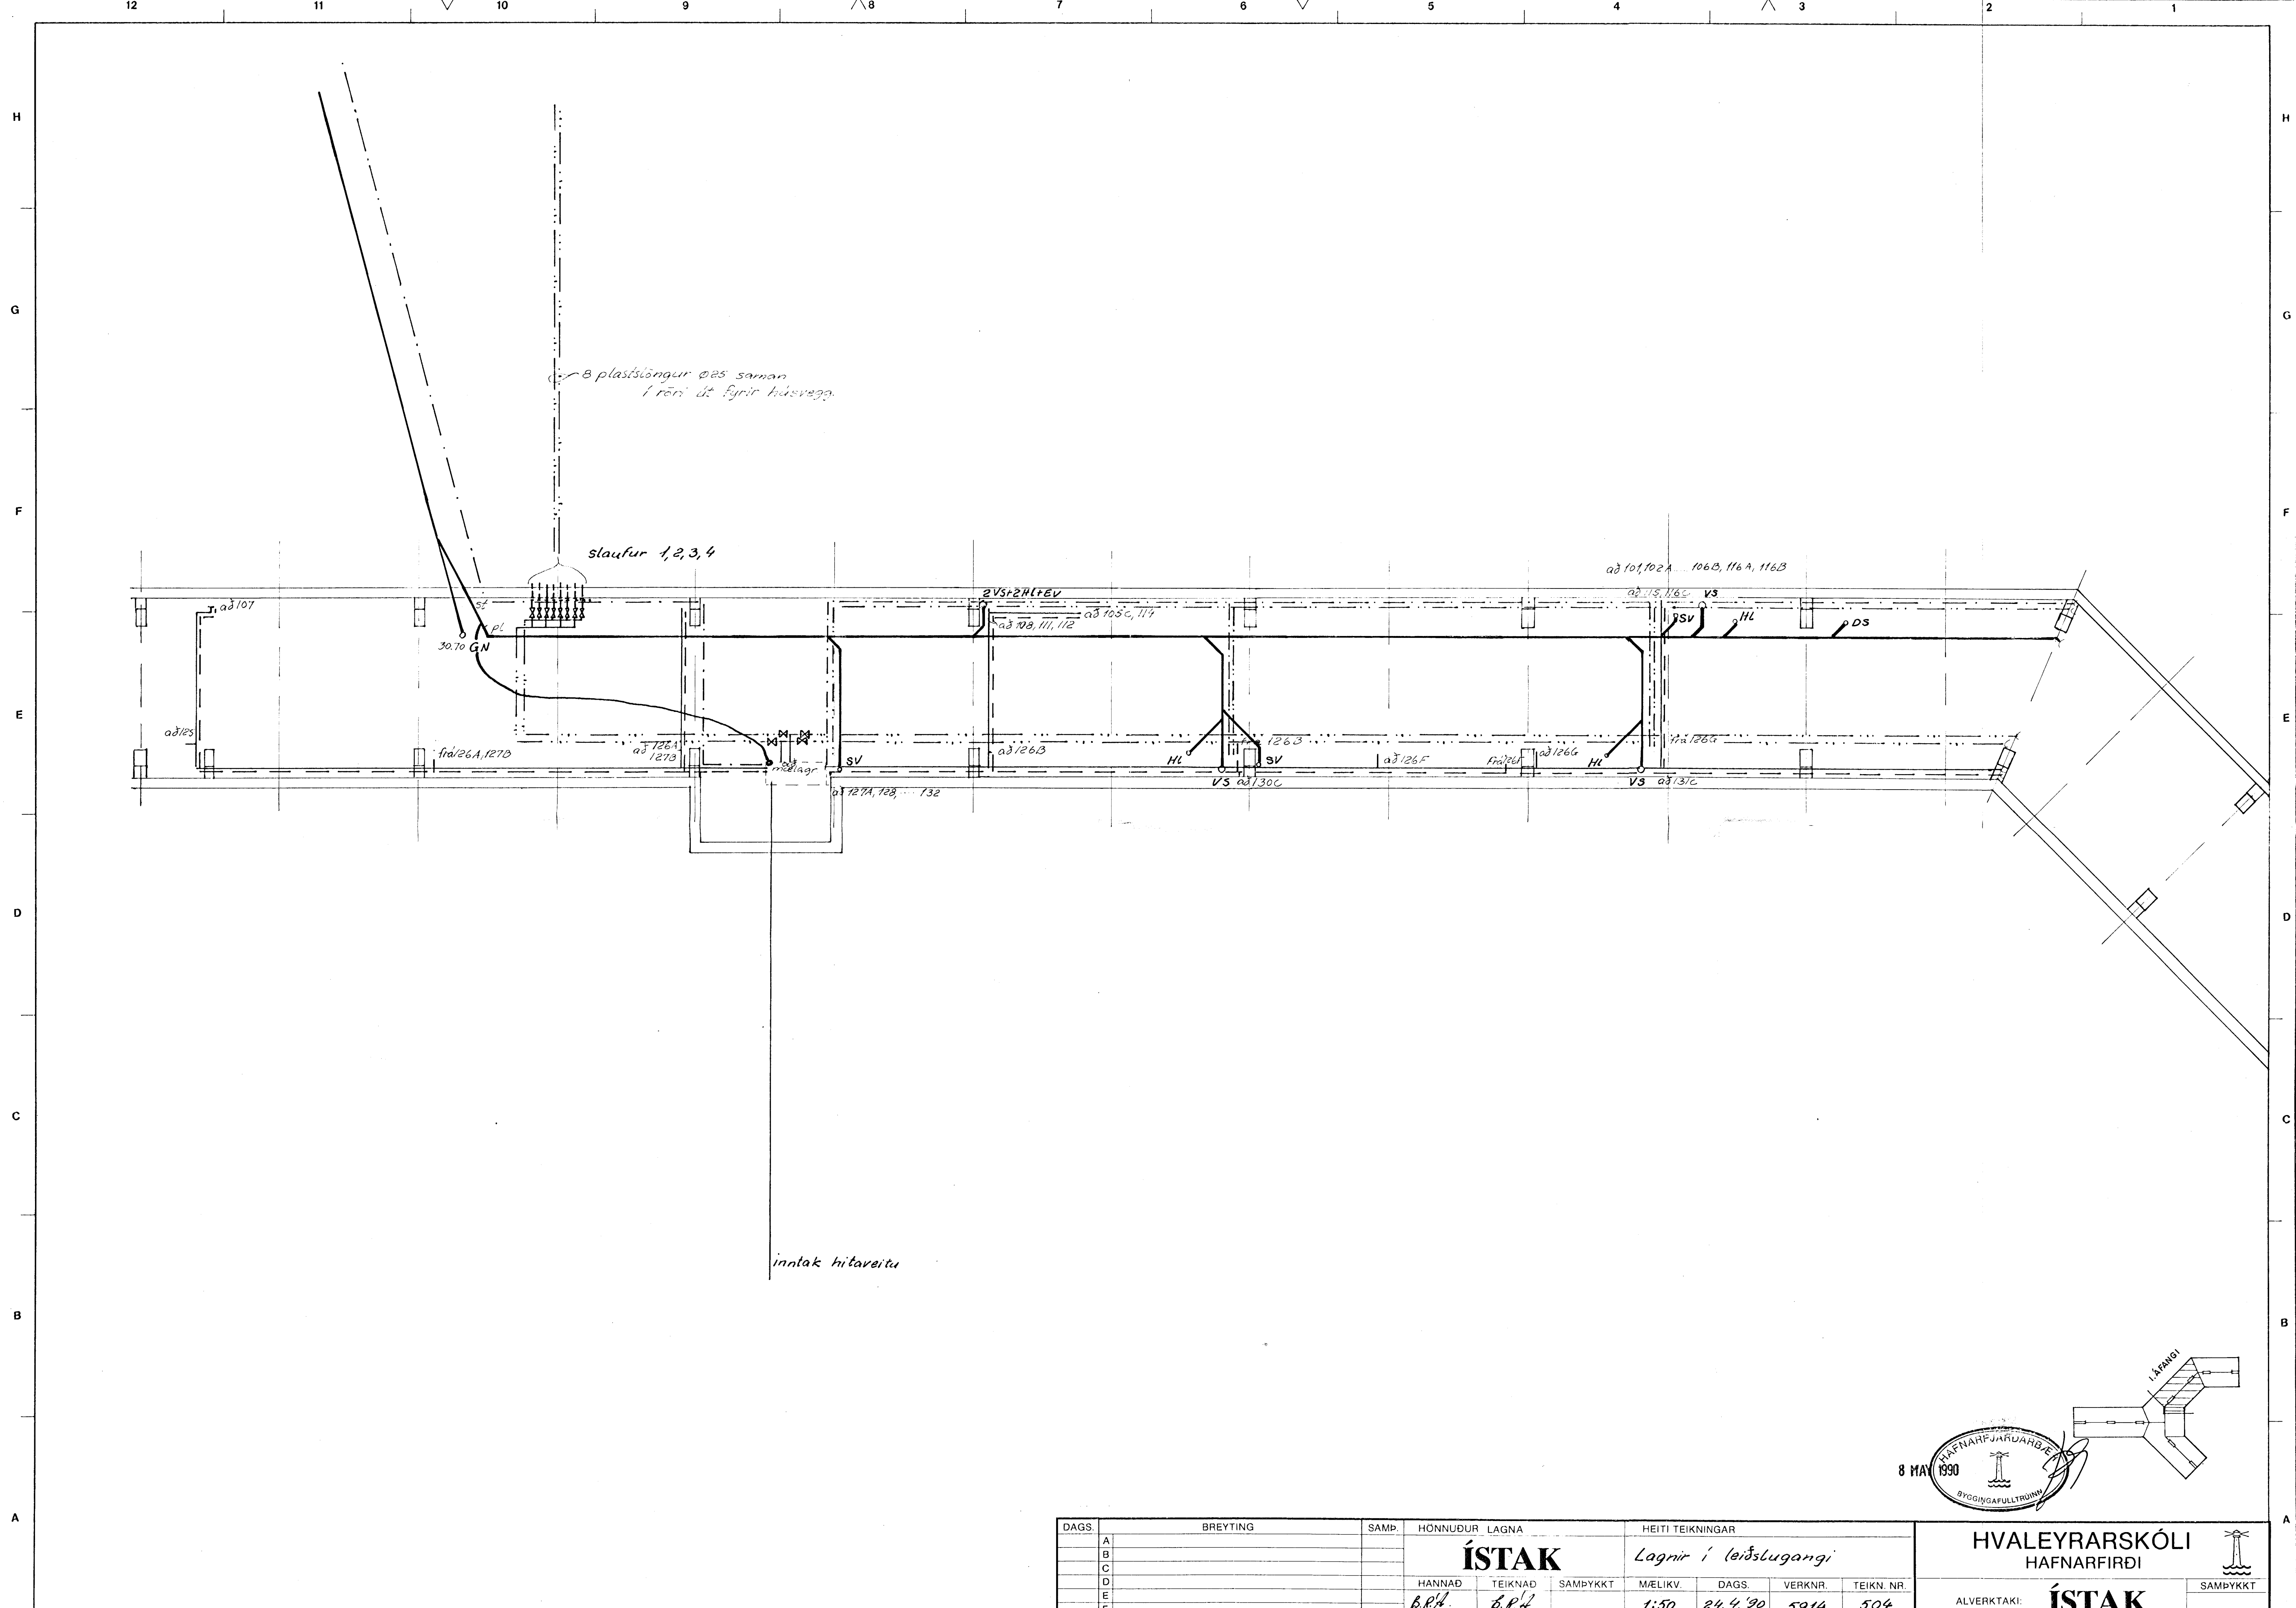 12 11 10 9 8 7 6 5 4 3 2 1
H H
G G
8 plastslöngur ø25 saman
í röri út fyrir húsvegg.
F F
slaufur 1,2,3,4
að 101,102A 106B, 116A, 116B
VS
2VS+2Hl+EV
að 107
st
að 105C, 114
að 108, 111, 112
pl
SV
Hl
DS
30.70 GN
E E
að 125
frá 126A, 127B
að 126A
127B
að 126B
126B
að 126F
frá 126F
að 126G
frá 126G
mælagr
SV
Hl
SV
Hl
VS að 130C
VS að 131C
að 127A, 128, 132
D D
C C
inntak hitaveitu
B B
1. ÁFANGI
HAFNARFJARÐARBÆ
8 MAY 1990
BYGGINGAFULLTRÚINN
A A
DAGS. BREYTING SAMÞ. HÖNNUÐUR LAGNA HEITI TEIKNINGAR
A
B
C
D
E
F
ÍSTAK
Lagnir í leiðslugangi
HVALEYRARSKÓLI
HAFNARFIRÐI
HANNAÐ TEIKNAÐ SAMÞYKKT MÆLIKV. DAGS. VERKNR. TEIKN. NR.
B.R.Á. B.R.Á 1:50 24.4.'90 5914 504
ALVERKTAKI: ÍSTAK
SAMÞYKKT